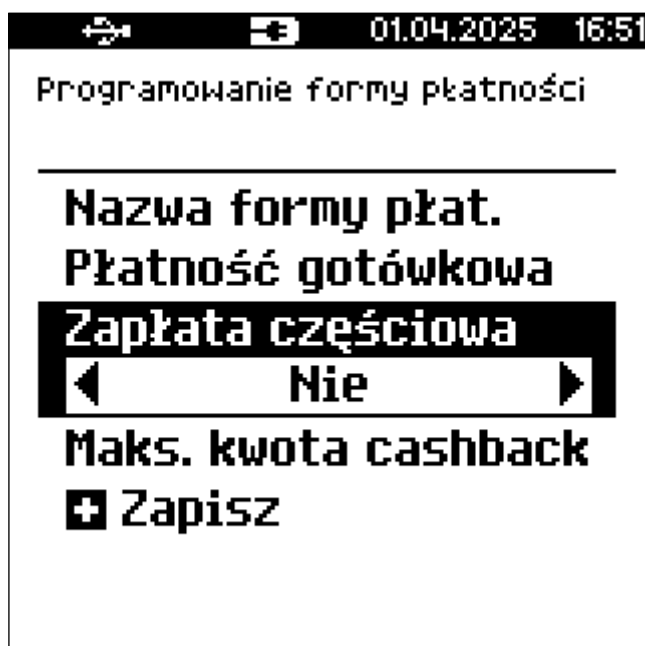 01.04.2025 16:51
Programowanie formy płatności
Nazwa formy płat.
Płatność gotówkowa
Zapłata częściowa
Nie
Maks. kwota cashback
Zapisz